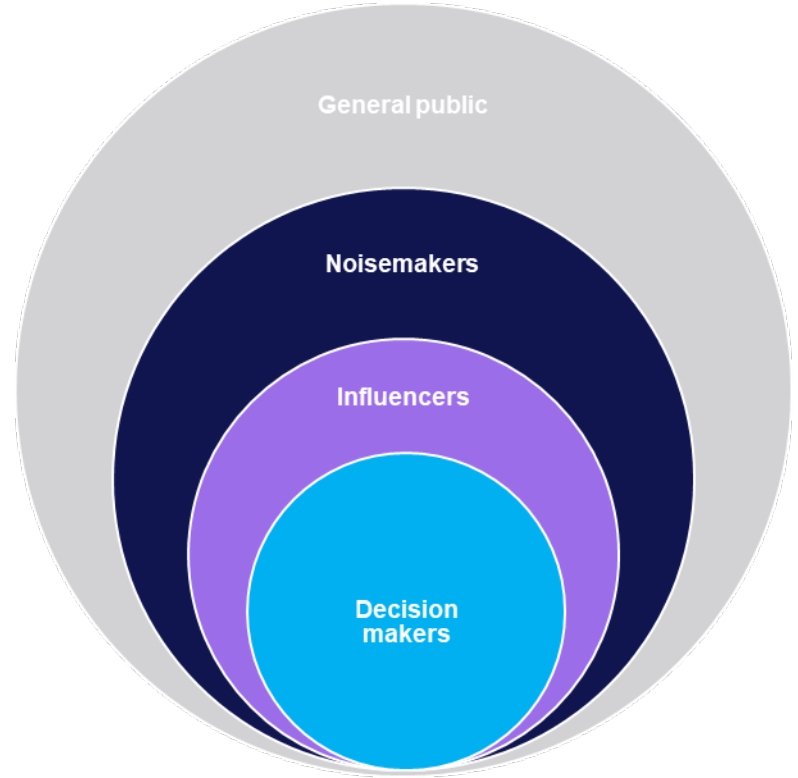 General public
Noisemakers
Influencers
Decision
makers